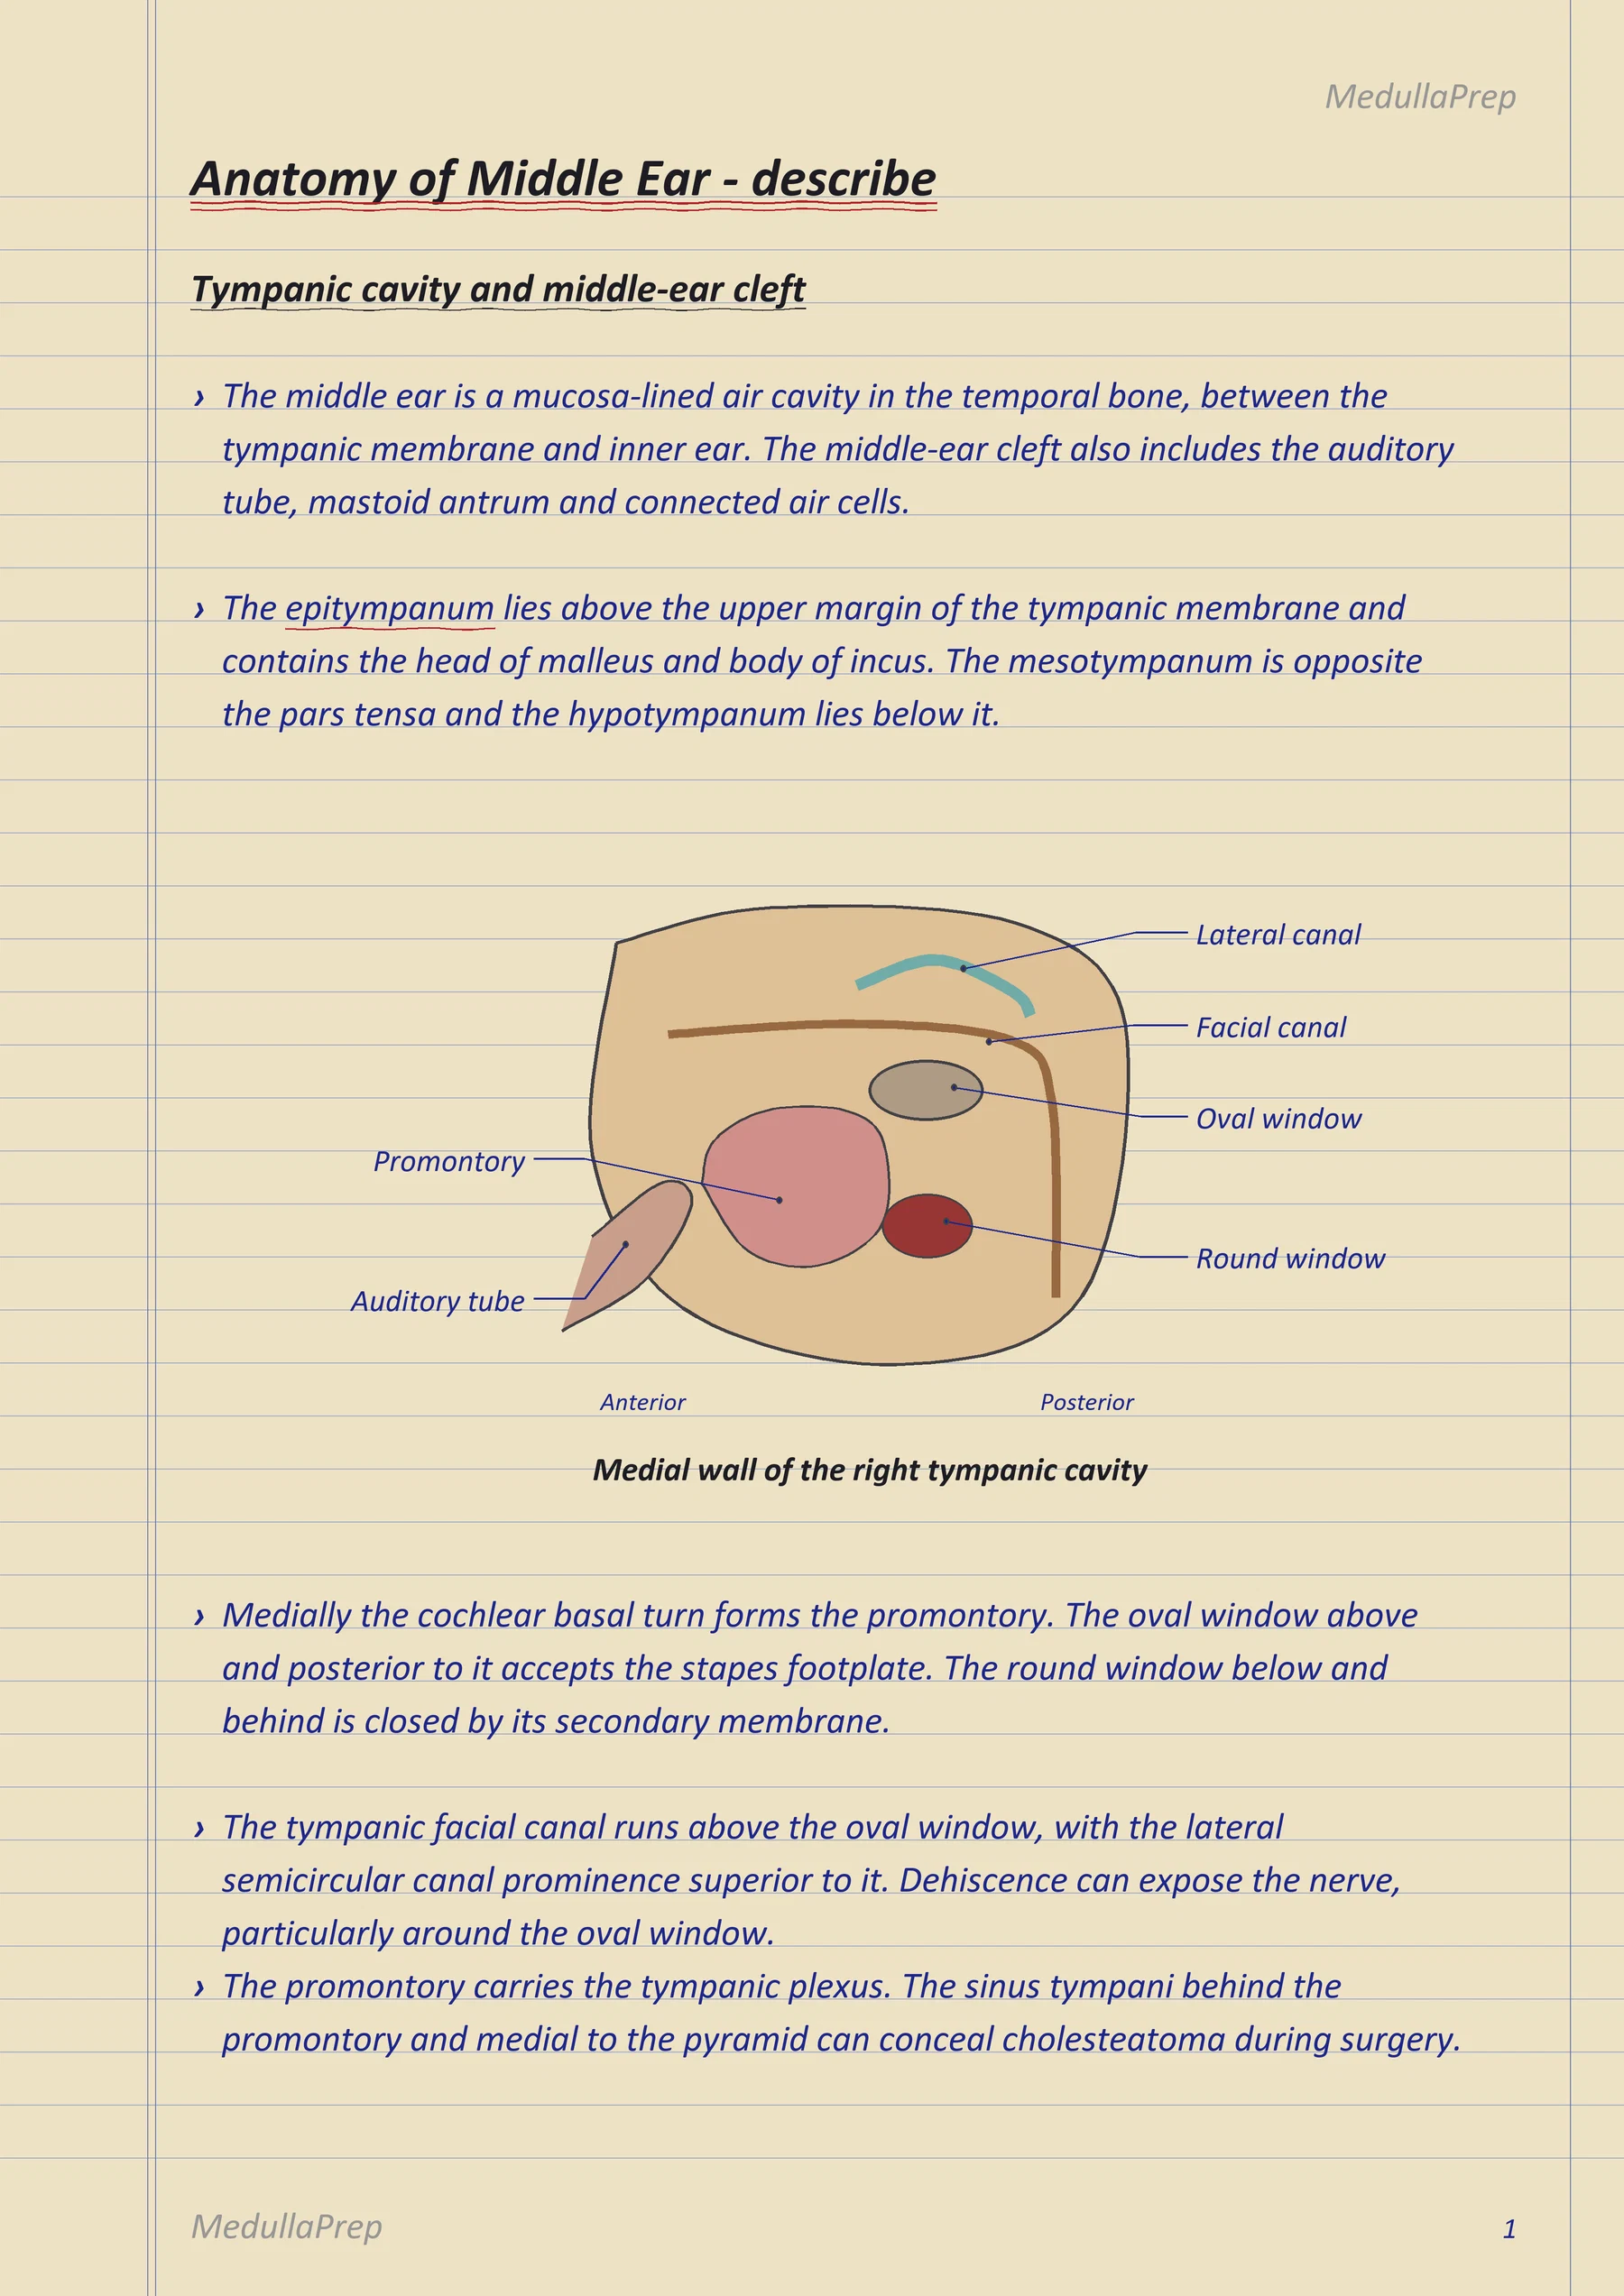 MedullaPrep
Anatomy of Middle Ear - describe
Tympanic cavity and middle-ear cleft
› The middle ear is a mucosa-lined air cavity in the temporal bone, between the
tympanic membrane and inner ear. The middle-ear cleft also includes the auditory
tube, mastoid antrum and connected air cells.
› The epitympanum lies above the upper margin of the tympanic membrane and
contains the head of malleus and body of incus. The mesotympanum is opposite
the pars tensa and the hypotympanum lies below it.
Lateral canal
Facial canal
Oval window
Promontory
Round window
Auditory tube
Anterior
Posterior
Medial wall of the right tympanic cavity
› Medially the cochlear basal turn forms the promontory. The oval window above
and posterior to it accepts the stapes footplate. The round window below and
behind is closed by its secondary membrane.
› The tympanic facial canal runs above the oval window, with the lateral
semicircular canal prominence superior to it. Dehiscence can expose the nerve,
particularly around the oval window.
› The promontory carries the tympanic plexus. The sinus tympani behind the
promontory and medial to the pyramid can conceal cholesteatoma during surgery.
MedullaPrep
1